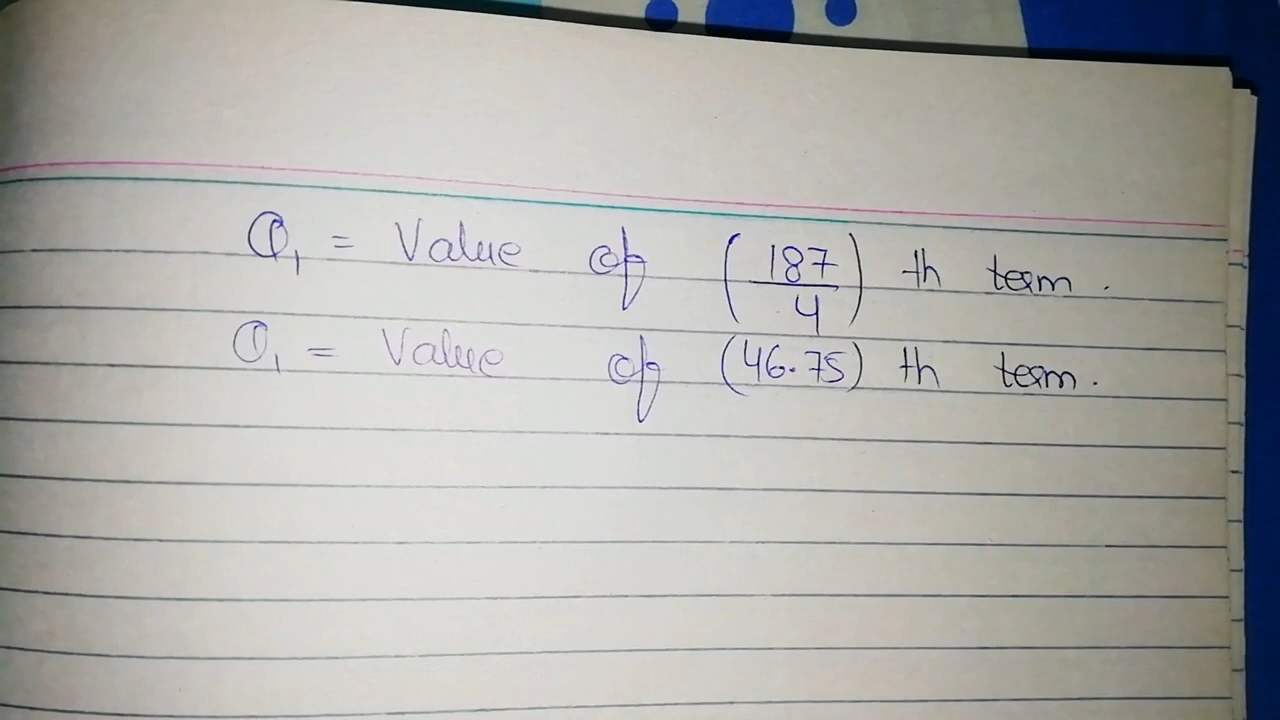 Q₁ = Value of (187/4) th term.
Q₁ = Value of (46.75) th term.